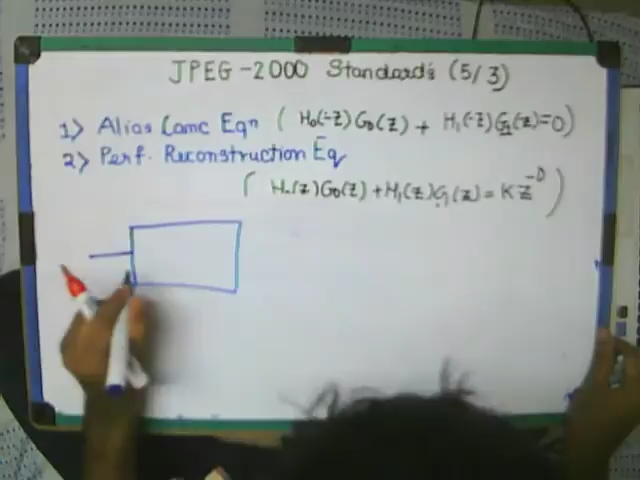 JPEG-2000 Standards (5/3)
1) Alias Canc Eqn ( H₀(-z)G₀(z) + H₁(-z)G₁(z)=0)
2) Perf. Reconstruction Eq
( H₀(z)G₀(z) + H₁(z)G₁(z) = K z⁻ᴰ )